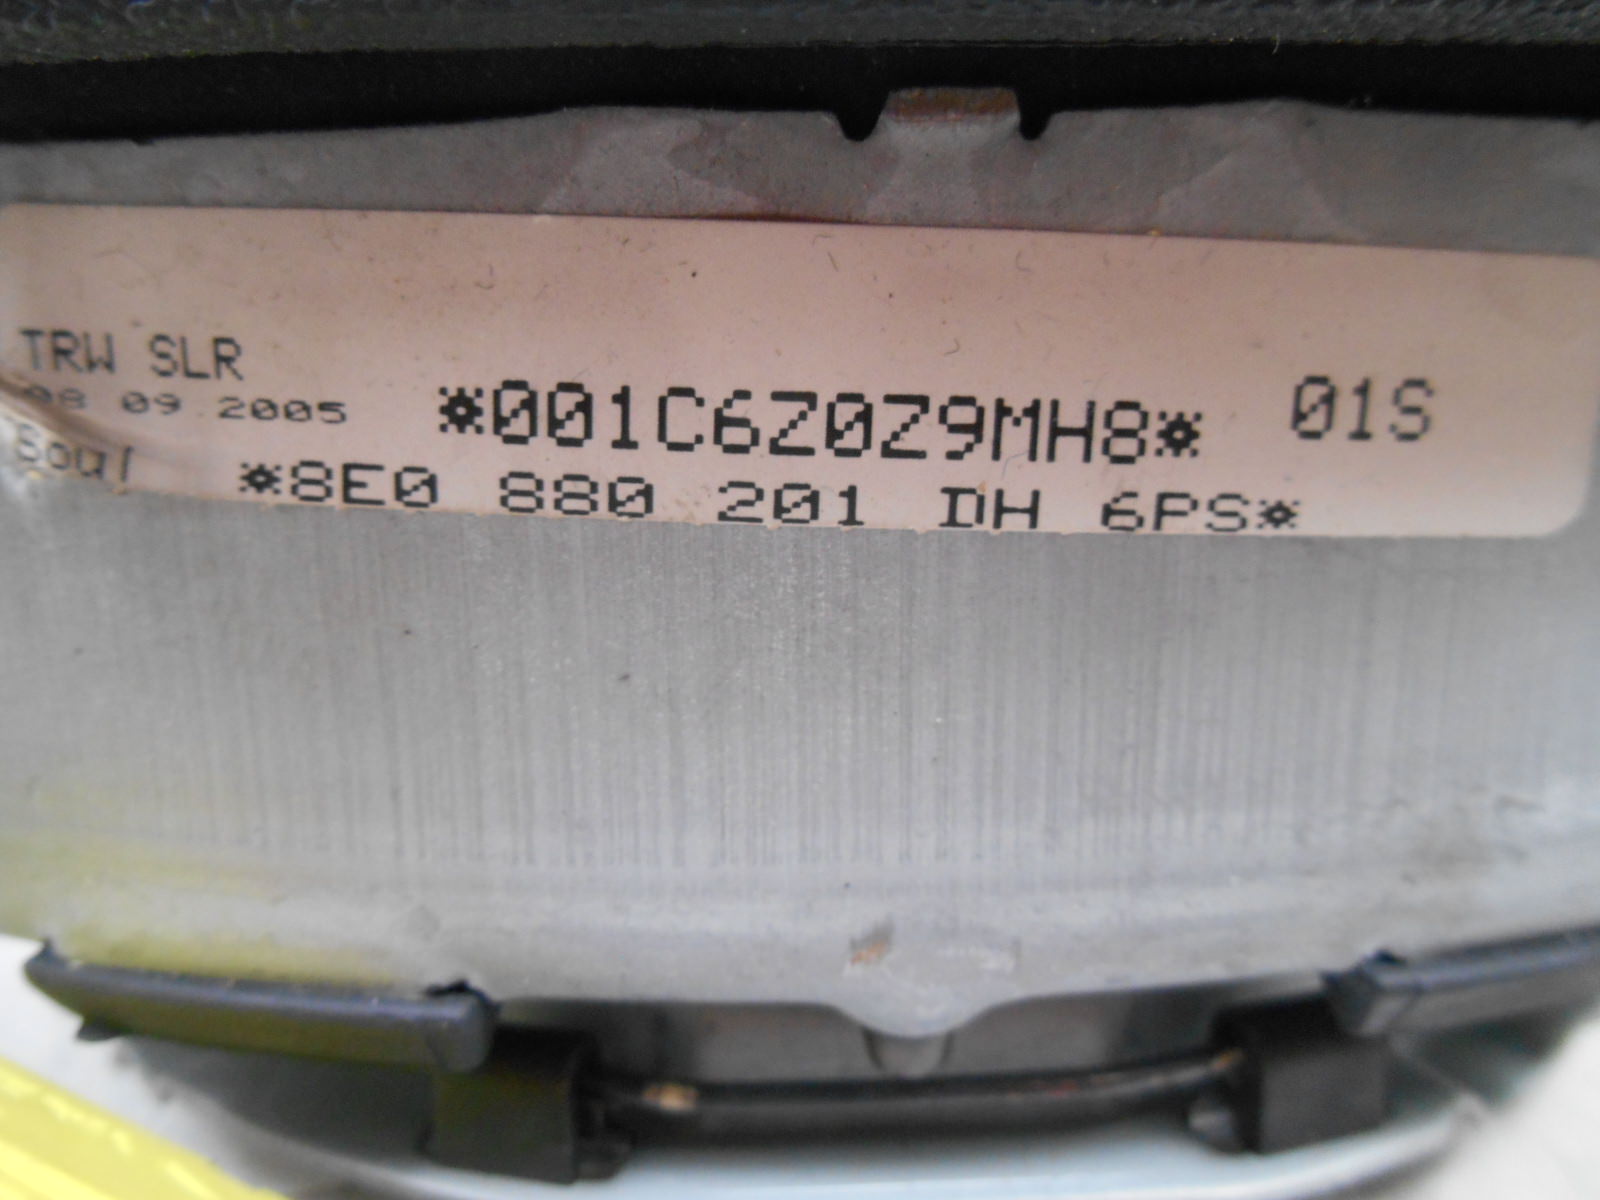 TRW SLR
08 09 2005
*001C6Z0Z9MH8*
01S
*8E0 880 201 DH 6PS*